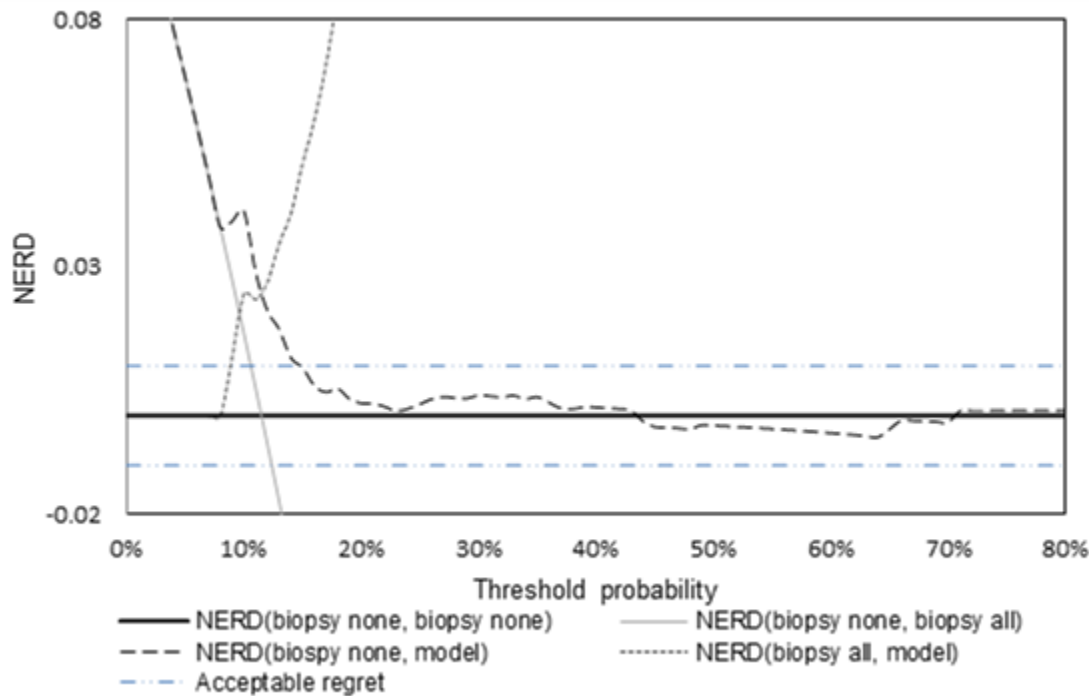 0.08
0.03
-0.02
NERD
0% 10% 20% 30% 40% 50% 60% 70% 80%
Threshold probability
NERD(biopsy none, biopsy none) NERD(biopsy none, biopsy all)
NERD(biospy none, model) NERD(biopsy all, model)
Acceptable regret